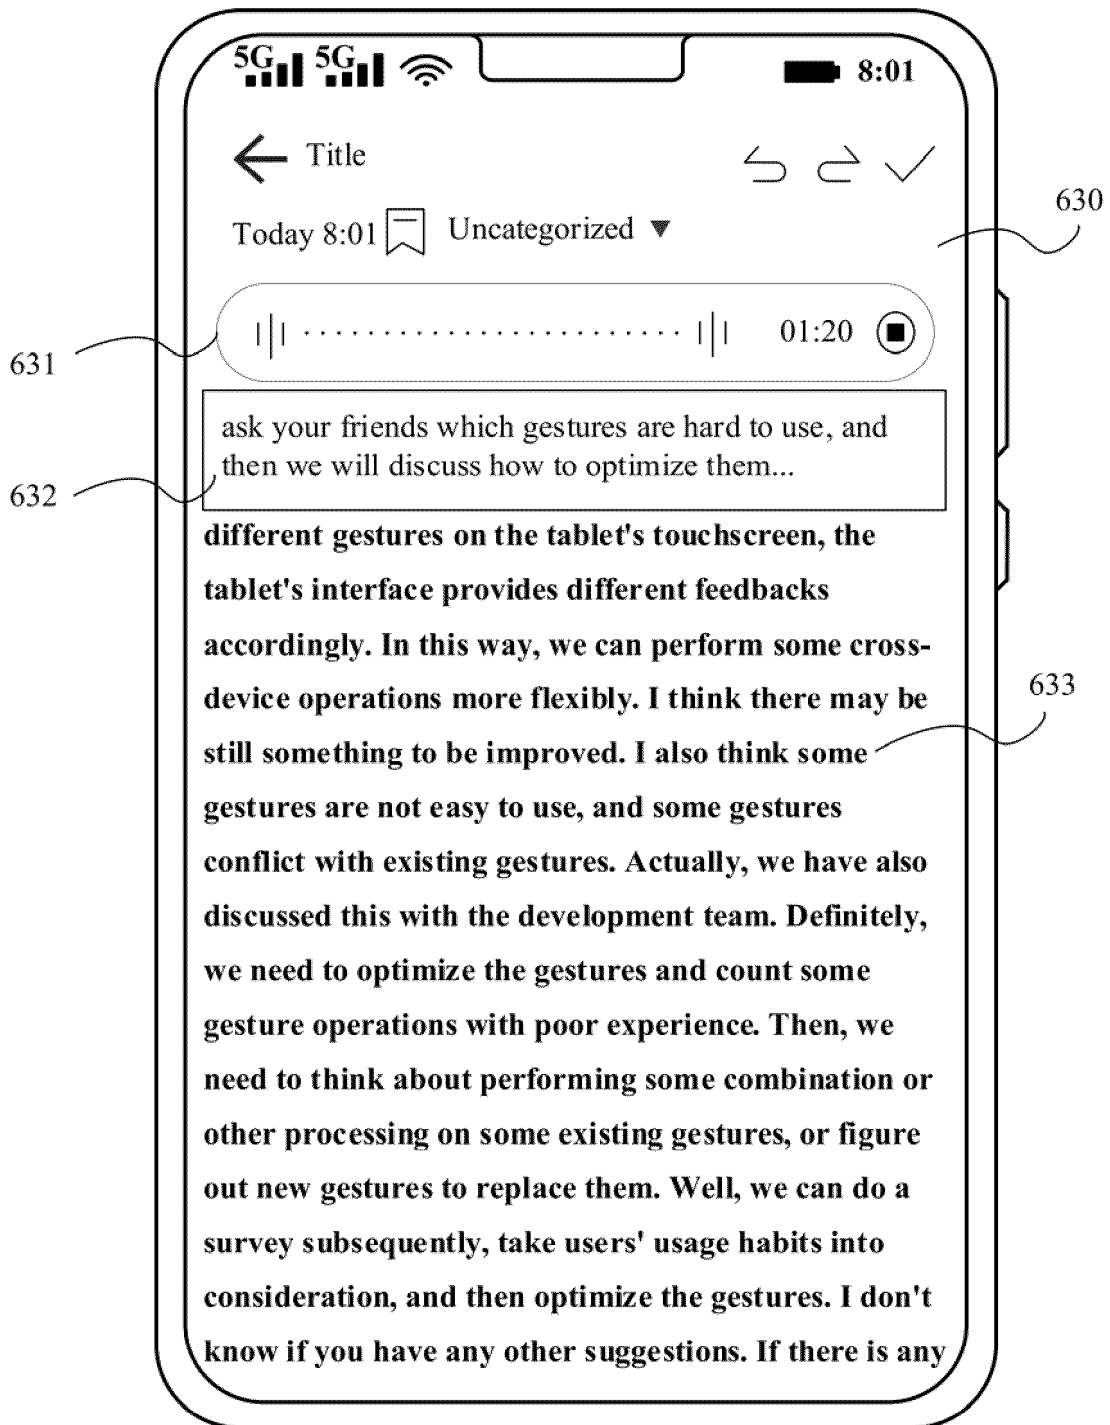 5G 5G 8:01
Title
Today 8:01 Uncategorized
630
01:20
631
ask your friends which gestures are hard to use, and
then we will discuss how to optimize them...
632
different gestures on the tablet's touchscreen, the
tablet's interface provides different feedbacks
accordingly. In this way, we can perform some cross-
device operations more flexibly. I think there may be
633
still something to be improved. I also think some
gestures are not easy to use, and some gestures
conflict with existing gestures. Actually, we have also
discussed this with the development team. Definitely,
we need to optimize the gestures and count some
gesture operations with poor experience. Then, we
need to think about performing some combination or
other processing on some existing gestures, or figure
out new gestures to replace them. Well, we can do a
survey subsequently, take users' usage habits into
consideration, and then optimize the gestures. I don't
know if you have any other suggestions. If there is any